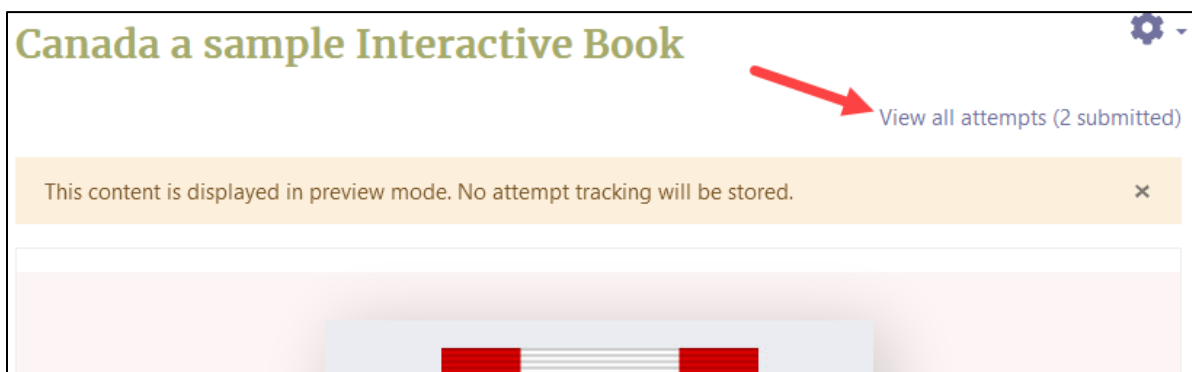 Canada a sample Interactive Book
View all attempts (2 submitted)
This content is displayed in preview mode. No attempt tracking will be stored.